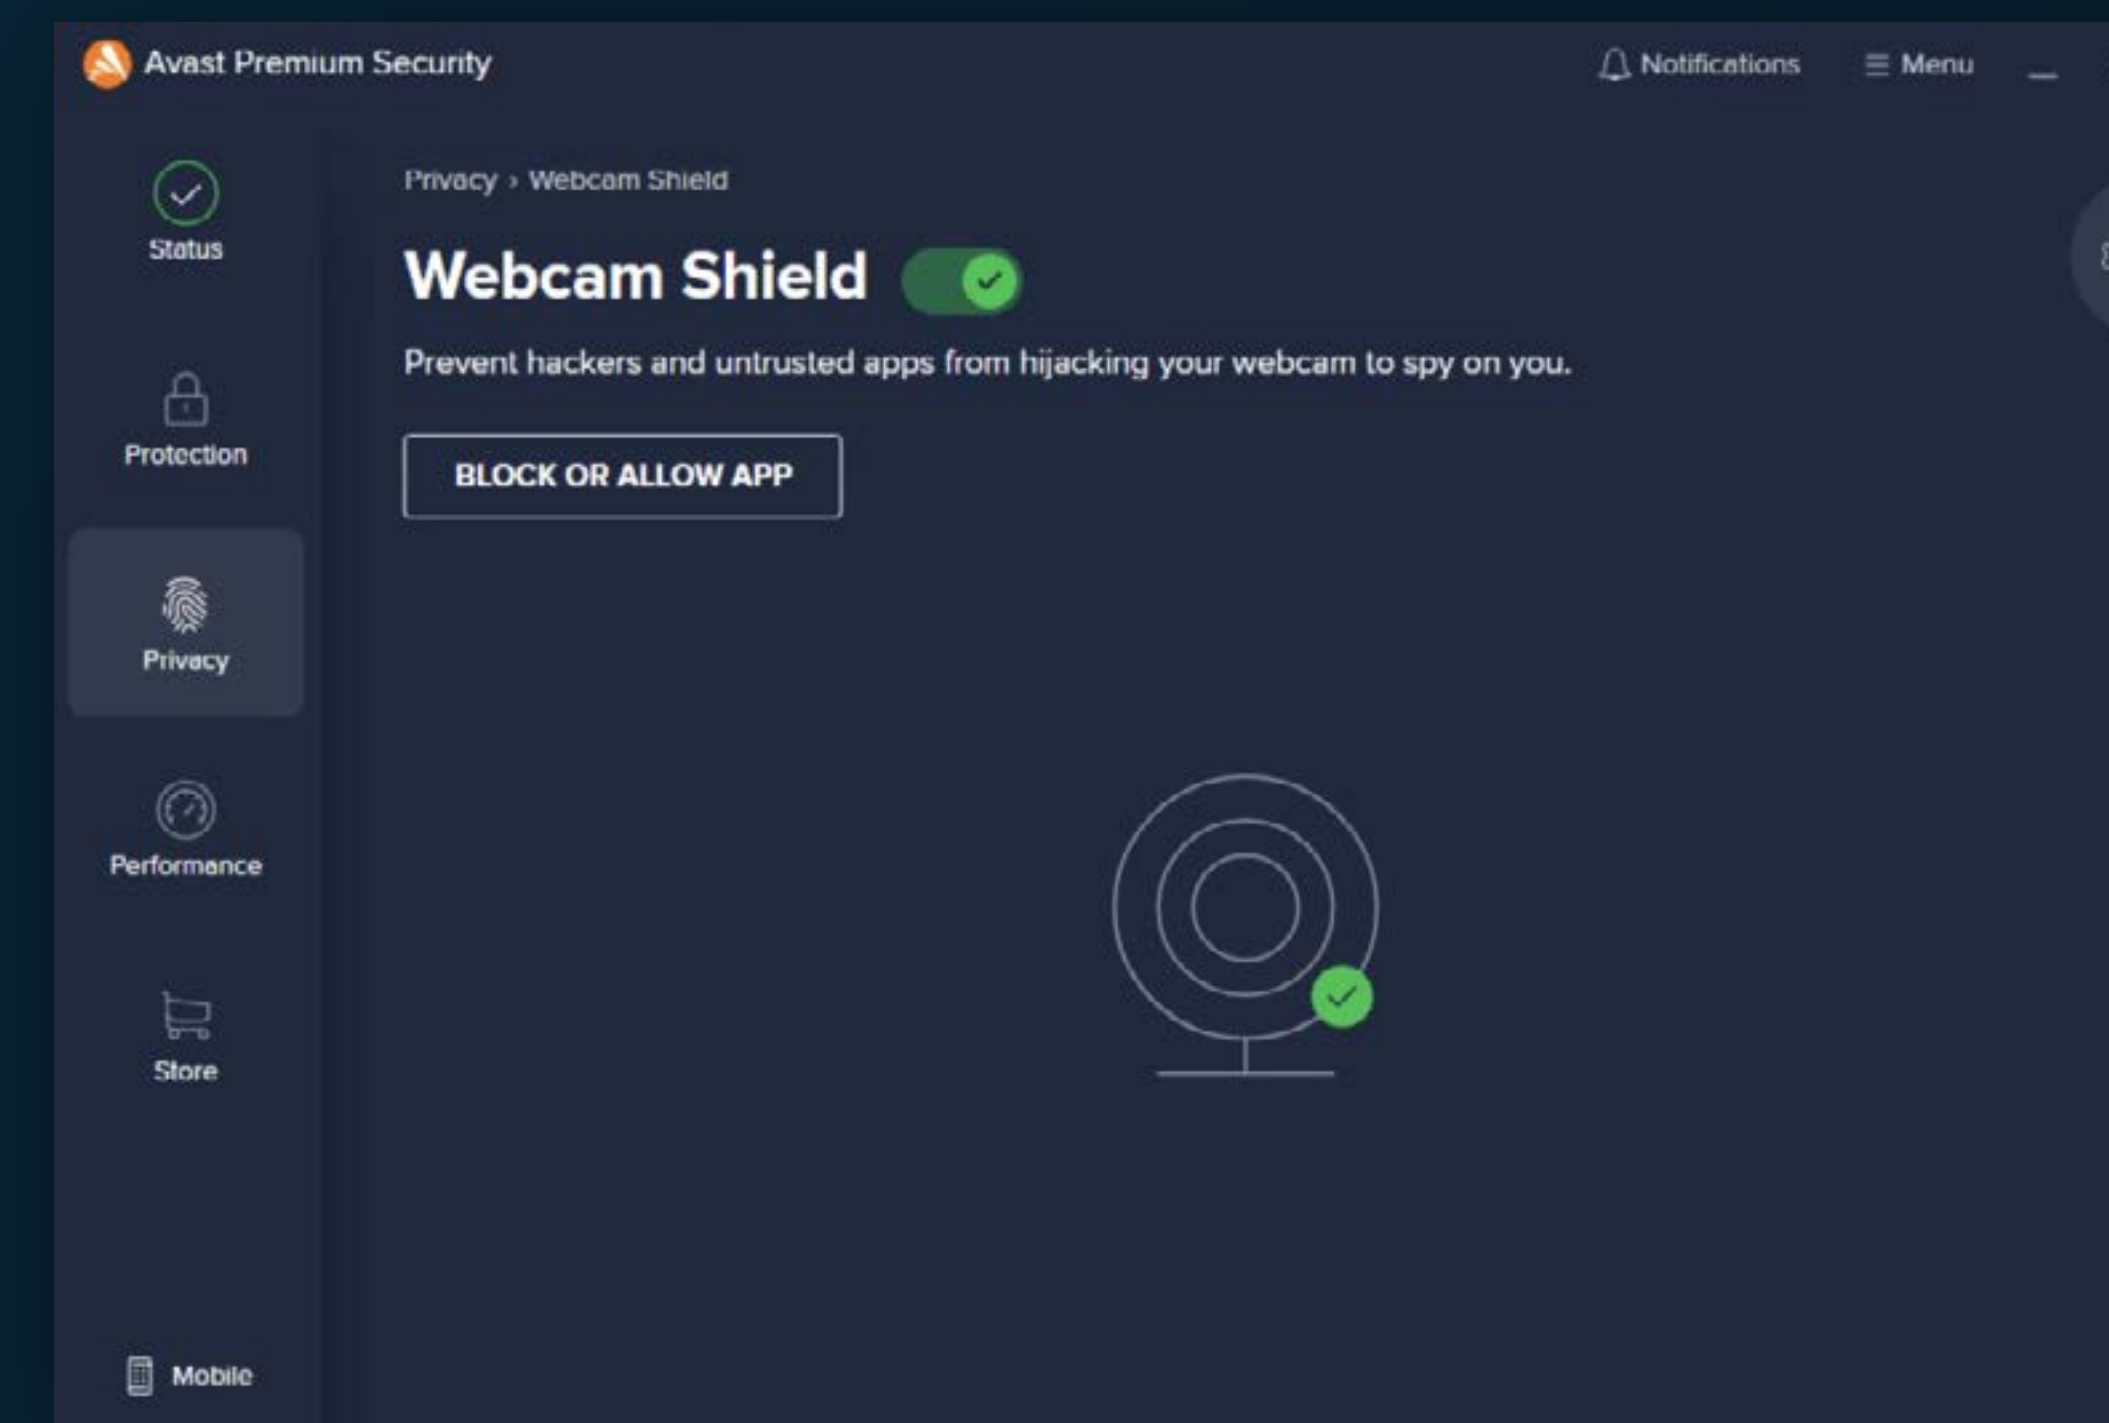 Avast Premium Security
Notifications
Menu
Status
Protection
Privacy
Performance
Store
Mobile
Privacy › Webcam Shield
Webcam Shield
Prevent hackers and untrusted apps from hijacking your webcam to spy on you.
BLOCK OR ALLOW APP